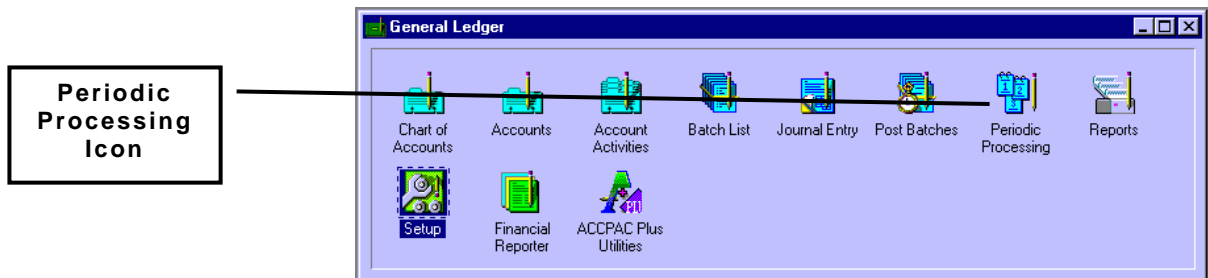 General Ledger
Periodic
Processing
Icon
Chart of
Accounts
Accounts
Account
Activities
Batch List
Journal Entry
Post Batches
Periodic
Processing
Reports
Setup
Financial
Reporter
ACCPAC Plus
Utilities